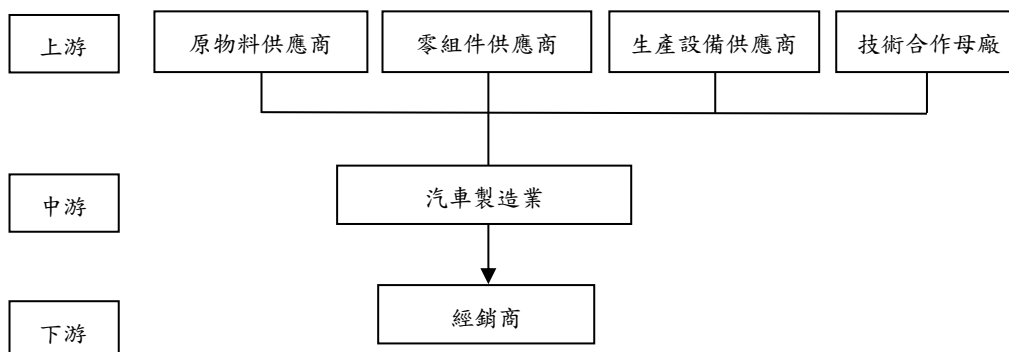 上游
原物料供應商
零組件供應商
生產設備供應商
技術合作母廠
中游
汽車製造業
下游
經銷商